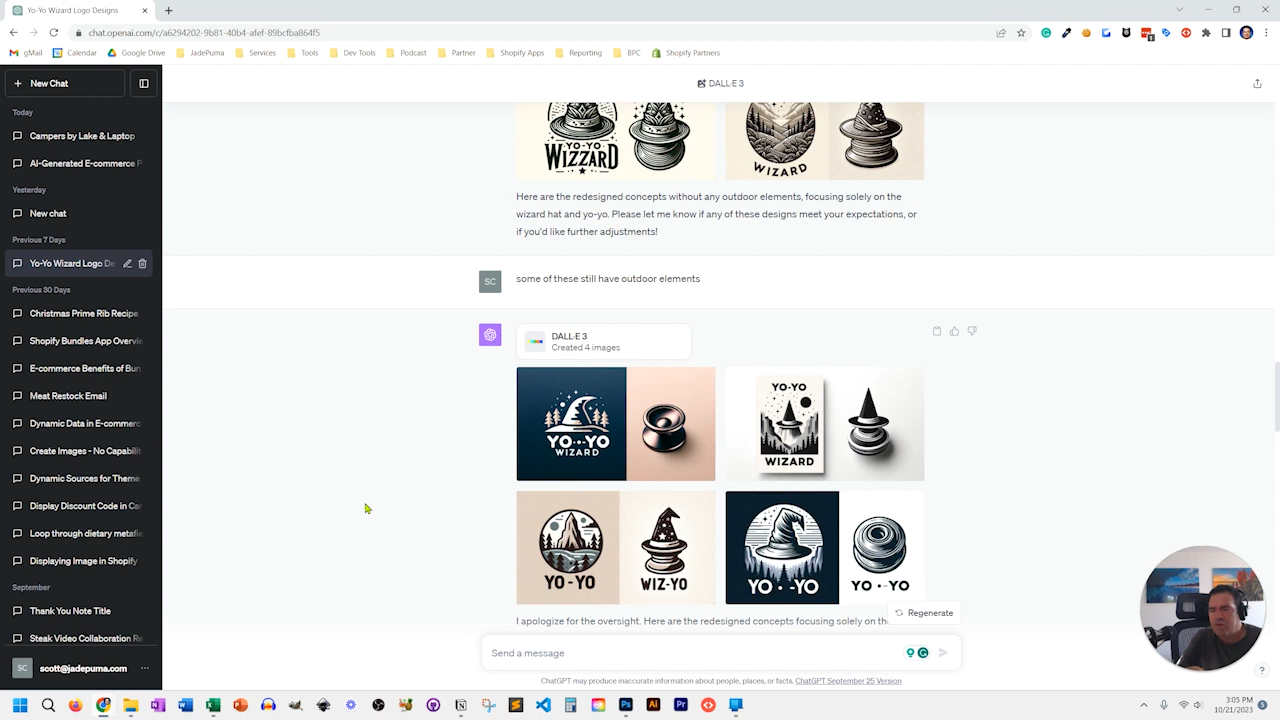 Yo-Yo Wizard Logo Designs
chat.openai.com/c/a6294202-9b81-40b4-afef-89bcfba864f5
gMail
Calendar
Google Drive
JadePuma
Services
Tools
Dev Tools
Podcast
Partner
Shopify Apps
Reporting
BPC
Shopify Partners
New Chat
DALL·E 3
Today
Campers by Lake & Laptop
AI-Generated E-commerce P
Yesterday
New chat
Previous 7 Days
Yo-Yo Wizard Logo De
Previous 30 Days
Christmas Prime Rib Recipe
Shopify Bundles App Overvie
E-commerce Benefits of Bun
Meat Restock Email
Dynamic Data in E-commerc
Create Images - No Capabilit
Dynamic Sources for Theme
Display Discount Code in Car
Loop through dietary metafie
Displaying Image in Shopify
September
Thank You Note Title
Steak Video Collaboration Re
SC
scott@jadepuma.com
YO-YO
WIZZARD
WIZARD
Here are the redesigned concepts without any outdoor elements, focusing solely on the
wizard hat and yo-yo. Please let me know if any of these designs meet your expectations, or
if you'd like further adjustments!
SC
some of these still have outdoor elements
DALL·E 3
Created 4 images
YO··YO
WIZARD
YO-YO
WIZARD
YO-YO
WIZ-YO
YO·-YO
YO·-YO
I apologize for the oversight. Here are the redesigned concepts focusing solely on the
Regenerate
Send a message
ChatGPT may produce inaccurate information about people, places, or facts. ChatGPT September 25 Version
?
3:05 PM
10/21/2023